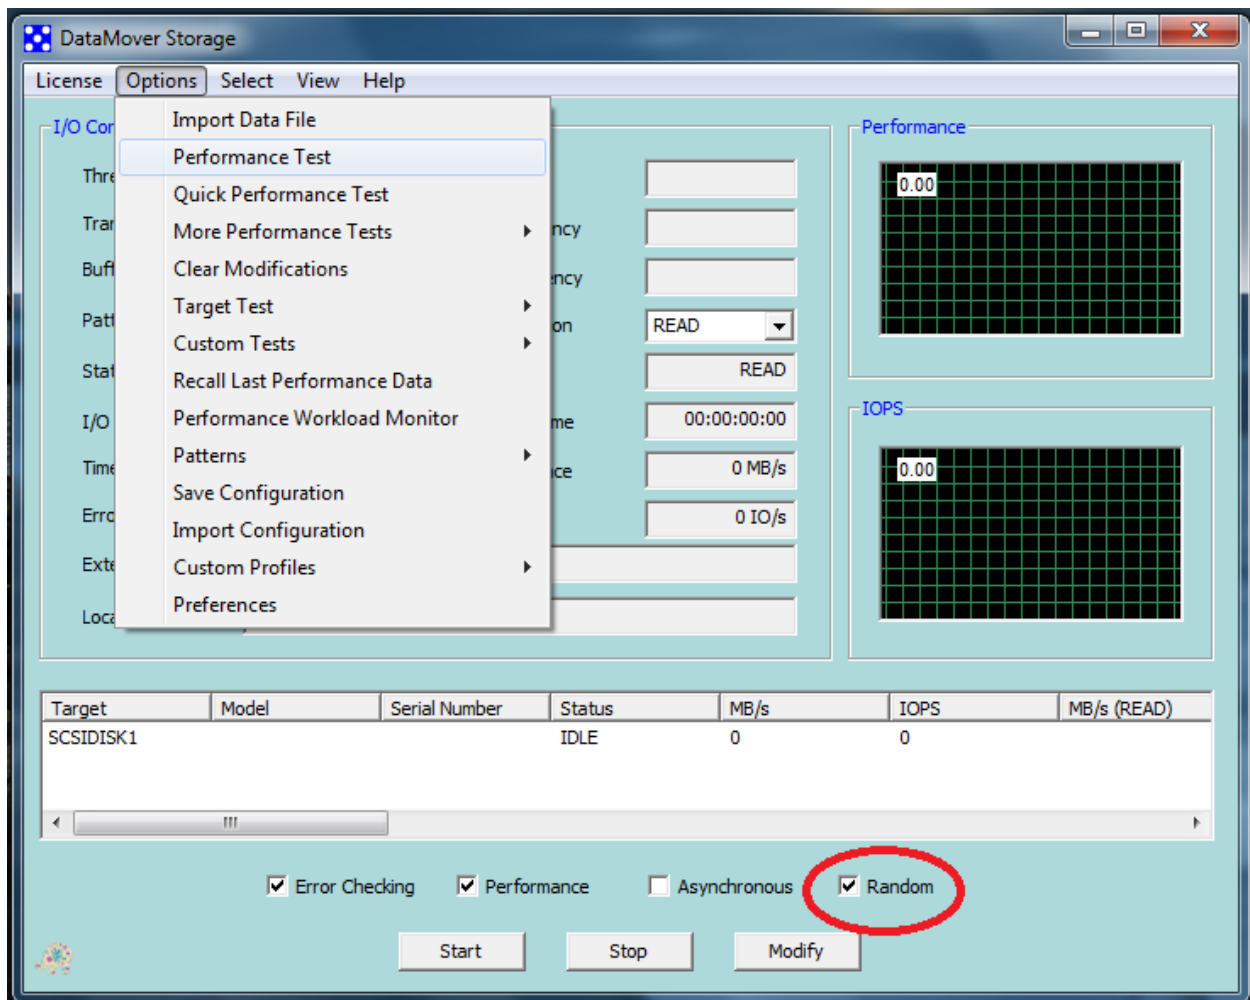 DataMover Storage
License Options Select View Help
Import Data File
Performance Test
Quick Performance Test
More Performance Tests
Clear Modifications
Target Test
Custom Tests
Recall Last Performance Data
Performance Workload Monitor
Patterns
Save Configuration
Import Configuration
Custom Profiles
Preferences
I/O Cor
Thre
Trar
ncy
Buff
ency
Patt
on READ
Stat
READ
I/O
me 00:00:00:00
Time
ce 0 MB/s
Erro
0 IO/s
Exte
Loca
Performance
0.00
IOPS
0.00
Target Model Serial Number Status MB/s IOPS MB/s (READ)
SCSIDISK1 IDLE 0 0
Error Checking Performance Asynchronous Random
Start Stop Modify